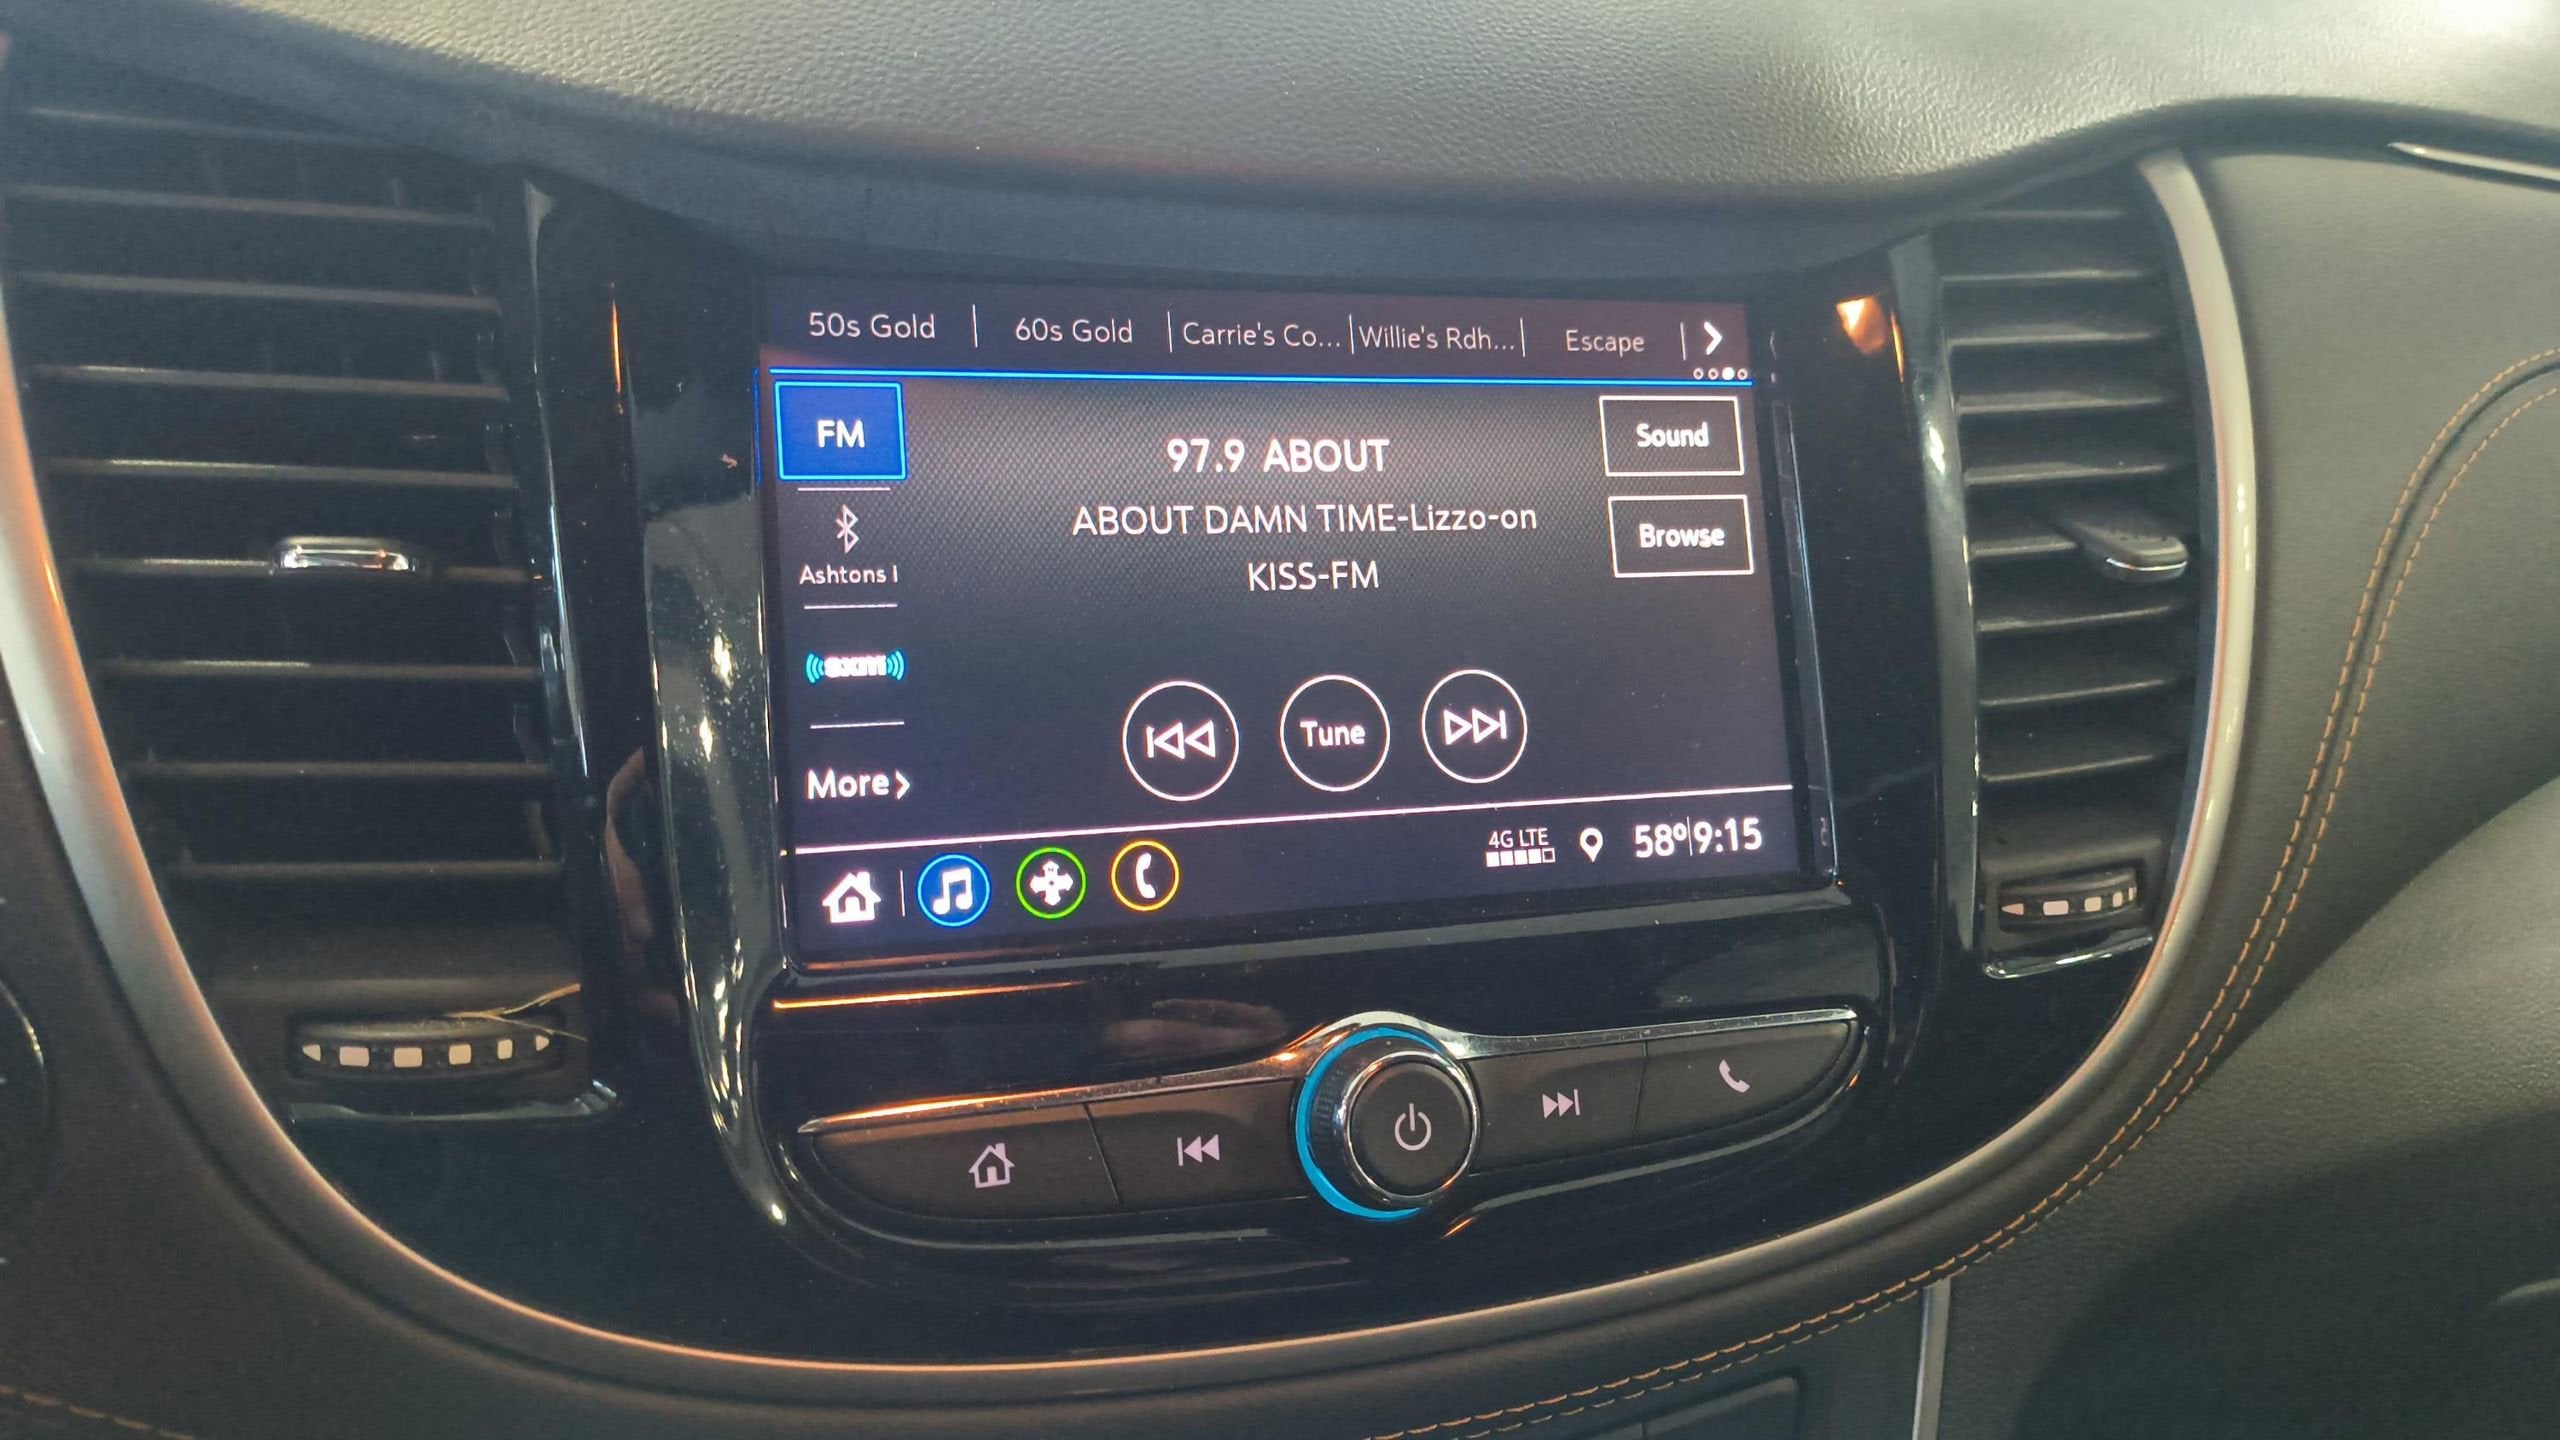 50s Gold | 60s Gold | Carrie's Co... | Willie's Rdh... | Escape
FM
97.9 ABOUT
Sound
ABOUT DAMN TIME-Lizzo-on
KISS-FM
Browse
Ashtons i
sxm
More
Tune
4G LTE
58° 9:15